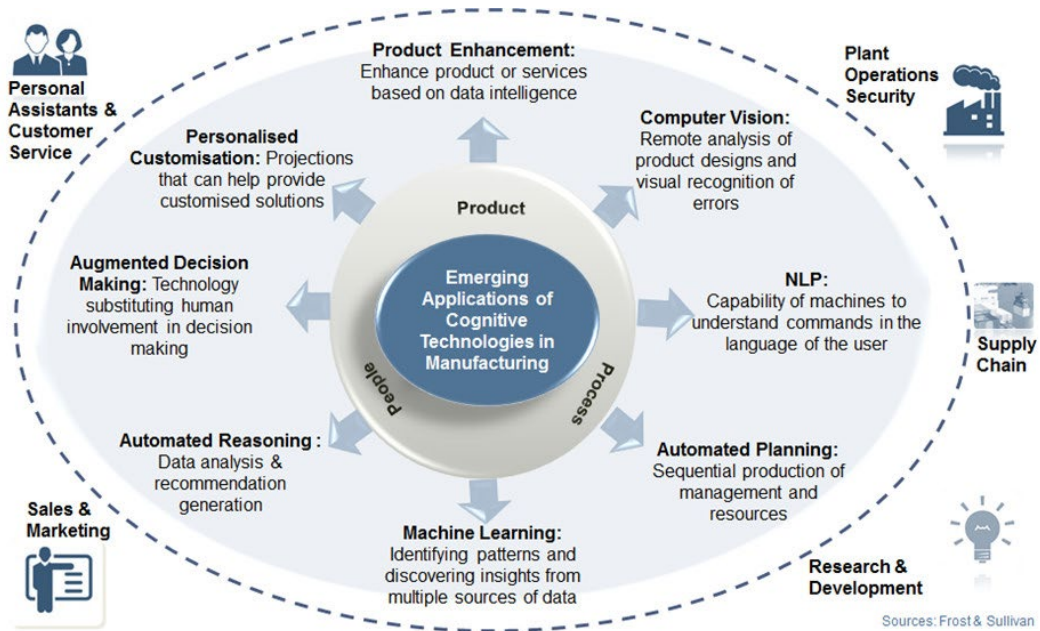 Personal
Assistants &
Customer
Service
Product Enhancement:
Enhance product or services
based on data intelligence
Plant
Operations
Security
Personalised
Customisation: Projections
that can help provide
customised solutions
Computer Vision:
Remote analysis of
product designs and
visual recognition of
errors
Product
Augmented Decision
Making: Technology
substituting human
involvement in decision
making
Emerging
Applications of
Cognitive
Technologies in
Manufacturing
NLP:
Capability of machines to
understand commands in the
language of the user
Supply
Chain
People
Process
Automated Reasoning :
Data analysis &
recommendation
generation
Automated Planning:
Sequential production of
management and
resources
Sales &
Marketing
Machine Learning:
Identifying patterns and
discovering insights from
multiple sources of data
Research &
Development
Sources: Frost & Sullivan